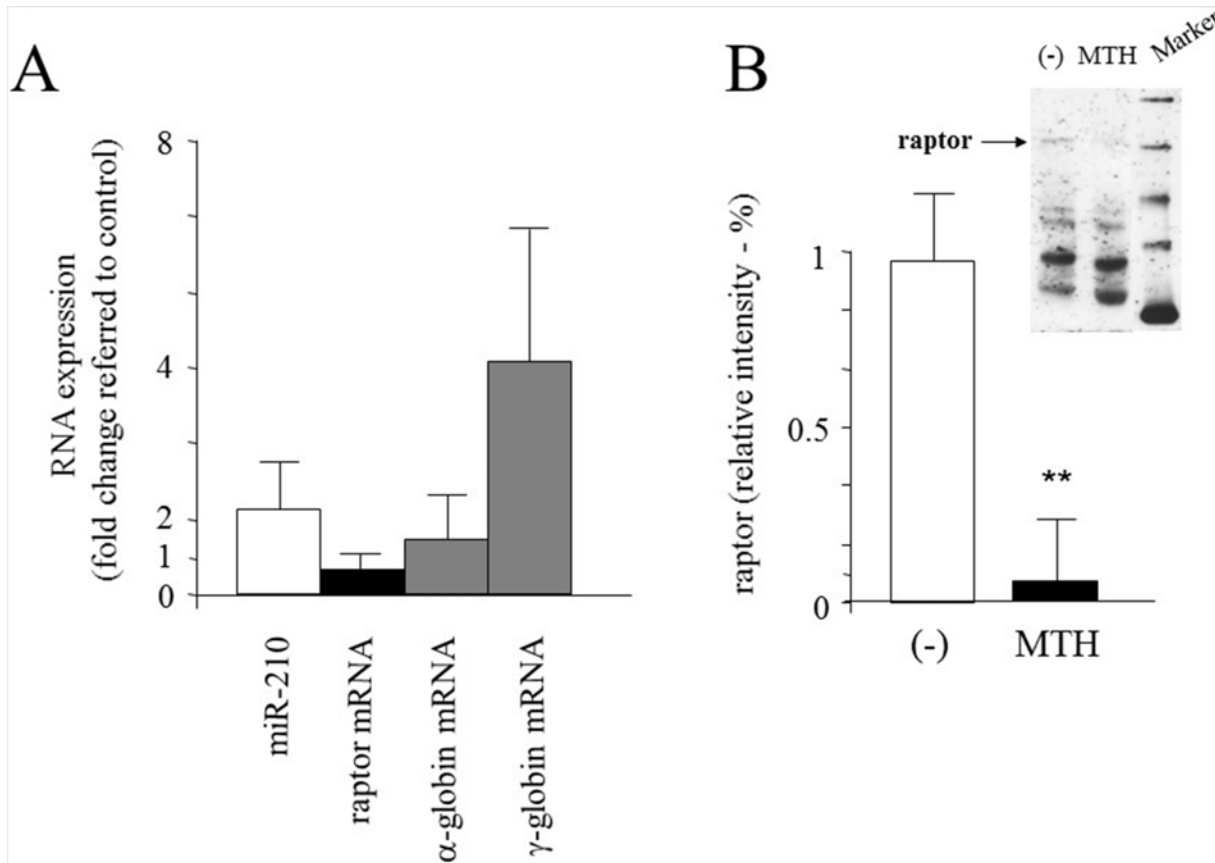 A
RNA expression
(fold change referred to control)
8
4
2
1
0
miR-210
raptor mRNA
α-globin mRNA
γ-globin mRNA
B
(-) MTH Marker
raptor
raptor (relative intensity - %)
1
0.5
0
**
(-) MTH